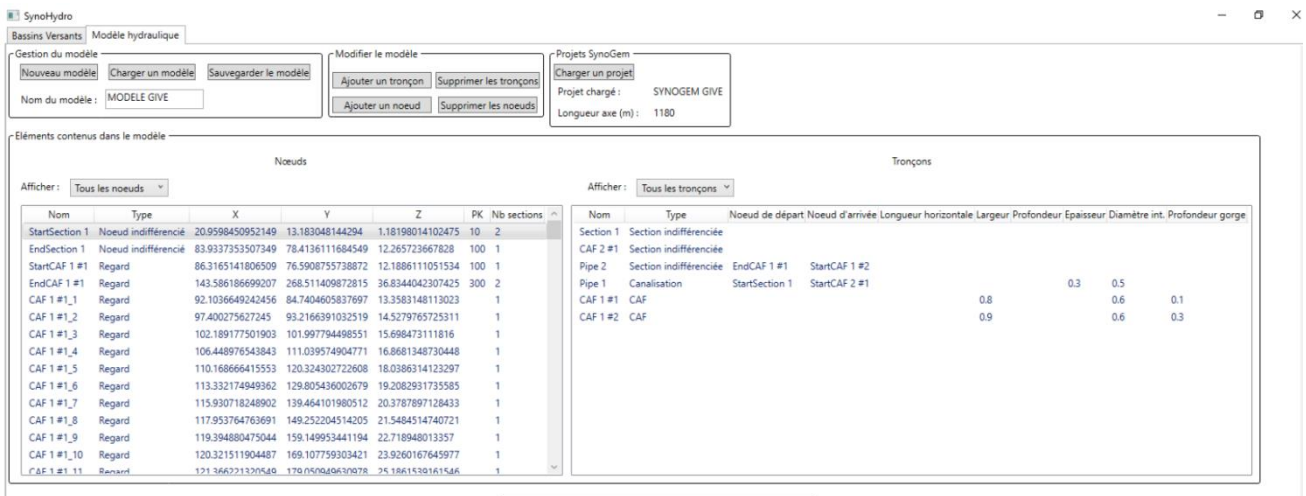 SynoHydro
Bassins Versants Modèle hydraulique
Gestion du modèle
Nouveau modèle Charger un modèle Sauvegarder le modèle
Nom du modèle : MODELE GIVE
Modifier le modèle
Ajouter un tronçon Supprimer les tronçons
Ajouter un noeud Supprimer les noeuds
Projets SynoGem
Charger un projet
Projet chargé : SYNOGEM GIVE
Longueur axe (m) : 1180
Eléments contenus dans le modèle
Nœuds
Afficher : Tous les noeuds
Nom Type X Y Z PK Nb sections
StartSection 1 Noeud indifférencié 20.9598450952149 13.183048144294 1.18198014102475 10 2
EndSection 1 Noeud indifférencié 83.9337353507349 78.4136111684549 12.265723667828 100 1
StartCAF 1 #1 Regard 86.3165141806509 76.5908755738872 12.1886111051534 100 1
EndCAF 1 #1 Regard 143.586186699207 268.511409872815 36.8344042307425 300 2
CAF 1 #1_1 Regard 92.1036649242456 84.7404605837697 13.3583148113023 1
CAF 1 #1_2 Regard 97.400275627245 93.2166391032519 14.5279765725311 1
CAF 1 #1_3 Regard 102.189177501903 101.997794498551 15.698473111816 1
CAF 1 #1_4 Regard 106.448976543843 111.039574904771 16.8681348730448 1
CAF 1 #1_5 Regard 110.168666415553 120.324302722608 18.0386314123297 1
CAF 1 #1_6 Regard 113.332174949362 129.805436002679 19.2082931735585 1
CAF 1 #1_7 Regard 115.930718248902 139.464101980512 20.3787897128433 1
CAF 1 #1_8 Regard 117.953764763691 149.252204514205 21.5484514740721 1
CAF 1 #1_9 Regard 119.394880475044 159.149953441194 22.718948013357 1
CAF 1 #1_10 Regard 120.321511904487 169.107759303421 23.9260167645977 1
CAF 1 #1_11 Regard 121.366221320549 179.050949630978 25.1861539161546 1
Tronçons
Afficher : Tous les tronçons
Nom Type Noeud de départ Noeud d'arrivée Longueur horizontale Largeur Profondeur Epaisseur Diamètre int. Profondeur gorge
Section 1 Section indifférenciée
CAF 2 #1 Section indifférenciée
Pipe 2 Section indifférenciée EndCAF 1 #1 StartCAF 1 #2
Pipe 1 Canalisation StartSection 1 StartCAF 2 #1 0.3 0.5
CAF 1 #1 CAF 0.8 0.6 0.1
CAF 1 #2 CAF 0.9 0.6 0.3